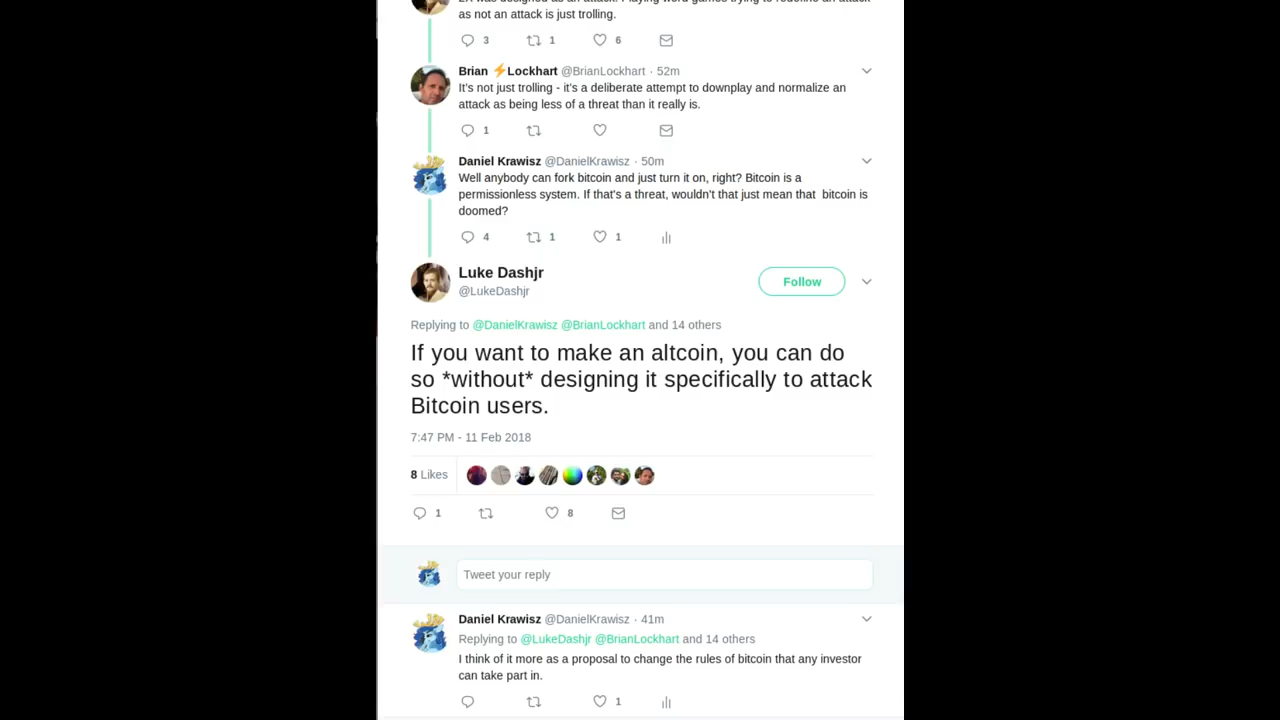 as not an attack is just trolling.
3 1 6
Brian ⚡Lockhart @BrianLockhart · 52m
It's not just trolling - it's a deliberate attempt to downplay and normalize an
attack as being less of a threat than it really is.
1
Daniel Krawisz @DanielKrawisz · 50m
Well anybody can fork bitcoin and just turn it on, right? Bitcoin is a
permissionless system. If that's a threat, wouldn't that just mean that bitcoin is
doomed?
4 1 1
Luke Dashjr
@LukeDashjr
Follow
Replying to @DanielKrawisz @BrianLockhart and 14 others
If you want to make an altcoin, you can do
so *without* designing it specifically to attack
Bitcoin users.
7:47 PM - 11 Feb 2018
8 Likes
1 8
Tweet your reply
Daniel Krawisz @DanielKrawisz · 41m
Replying to @LukeDashjr @BrianLockhart and 14 others
I think of it more as a proposal to change the rules of bitcoin that any investor
can take part in.
1